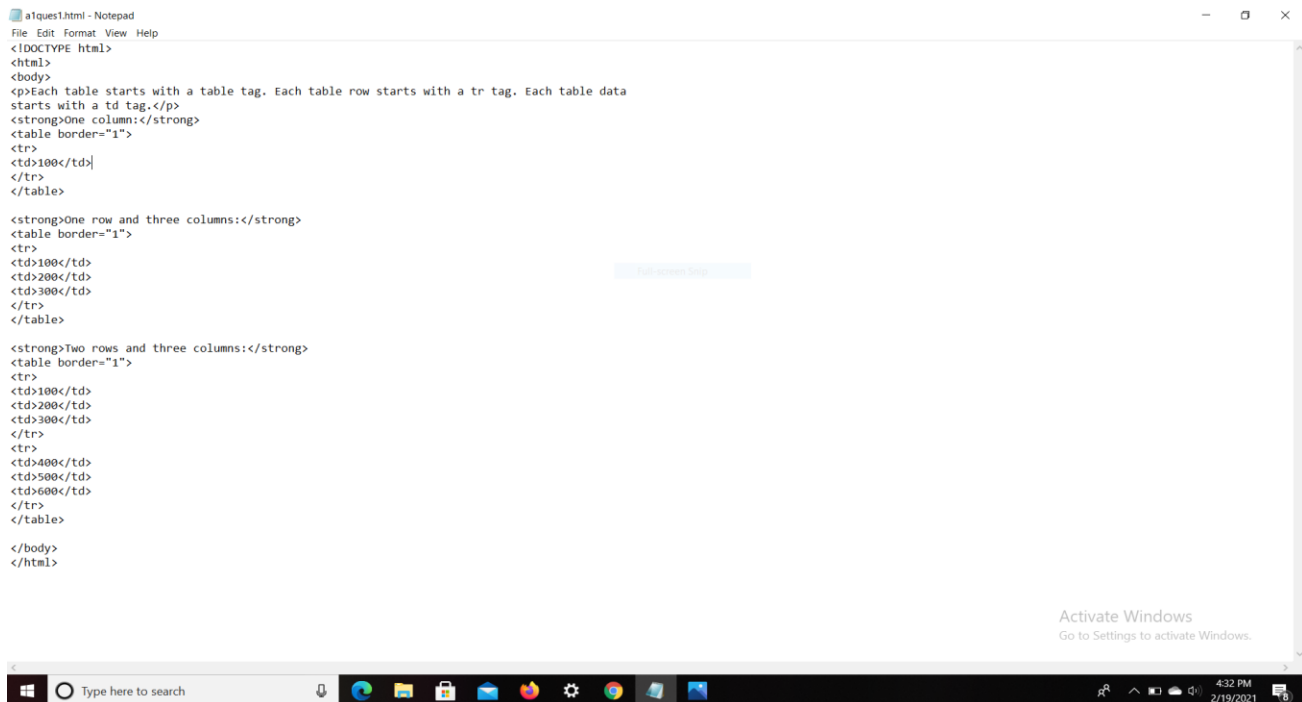 a1ques1.html - Notepad
File Edit Format View Help
<!DOCTYPE html>
<html>
<body>
<p>Each table starts with a table tag. Each table row starts with a tr tag. Each table data
starts with a td tag.</p>
<strong>One column:</strong>
<table border="1">
<tr>
<td>100</td>
</tr>
</table>
<strong>One row and three columns:</strong>
<table border="1">
<tr>
<td>100</td>
<td>200</td>
<td>300</td>
</tr>
</table>
<strong>Two rows and three columns:</strong>
<table border="1">
<tr>
<td>100</td>
<td>200</td>
<td>300</td>
</tr>
<tr>
<td>400</td>
<td>500</td>
<td>600</td>
</tr>
</table>
</body>
</html>
Full-screen Snip
Activate Windows
Go to Settings to activate Windows.
Type here to search
4:32 PM
2/19/2021
8